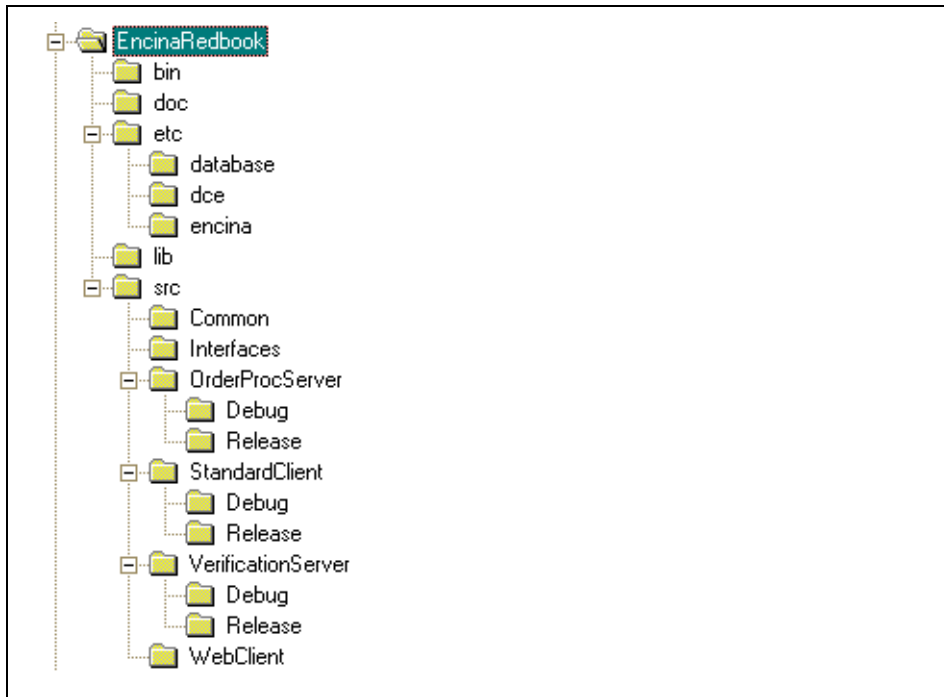 EncinaRedbook
bin
doc
etc
database
dce
encina
lib
src
Common
Interfaces
OrderProcServer
Debug
Release
StandardClient
Debug
Release
VerificationServer
Debug
Release
WebClient